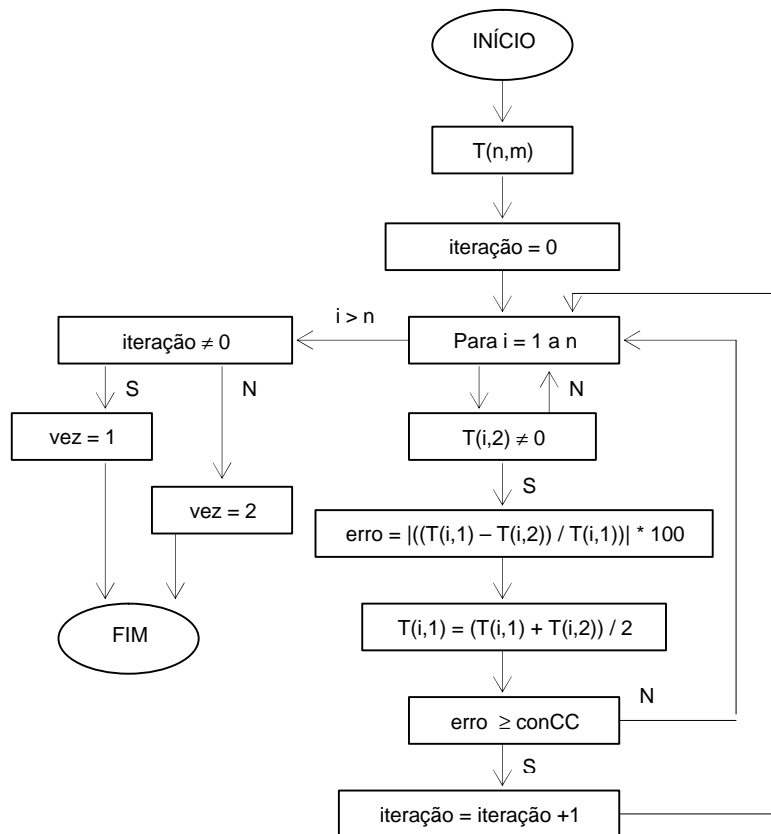 INÍCIO
T(n,m)
iteração = 0
i > n
iteração ≠ 0
Para i = 1 a n
S
N
N
vez = 1
T(i,2) ≠ 0
S
vez = 2
erro = |((T(i,1) – T(i,2)) / T(i,1))| * 100
FIM
T(i,1) = (T(i,1) + T(i,2)) / 2
N
erro ≥ conCC
S
iteração = iteração +1